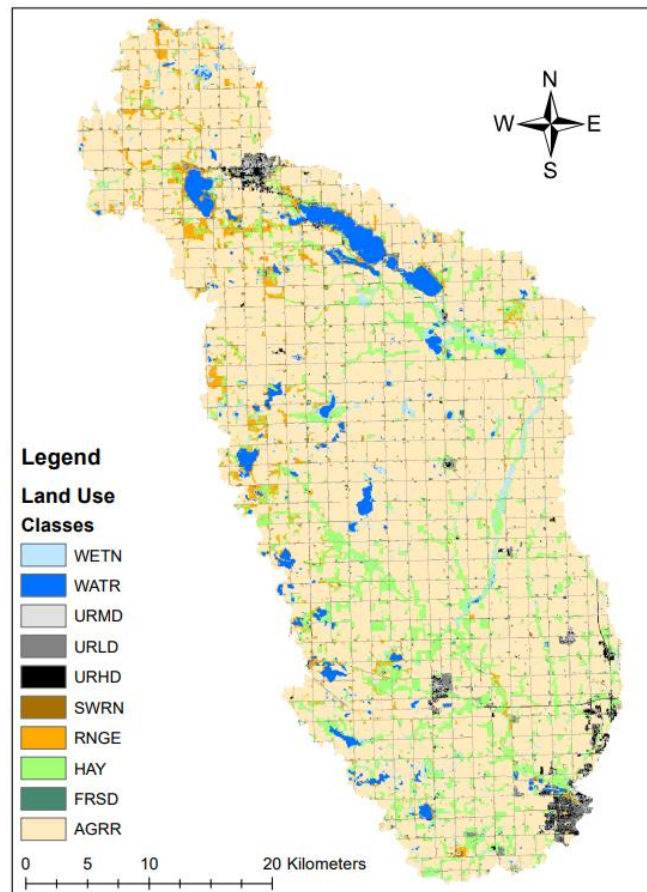 N
W E
S
Legend
Land Use
Classes
WETN
WATR
URMD
URLD
URHD
SWRN
RNGE
HAY
FRSD
AGRR
0 5 10 20 Kilometers